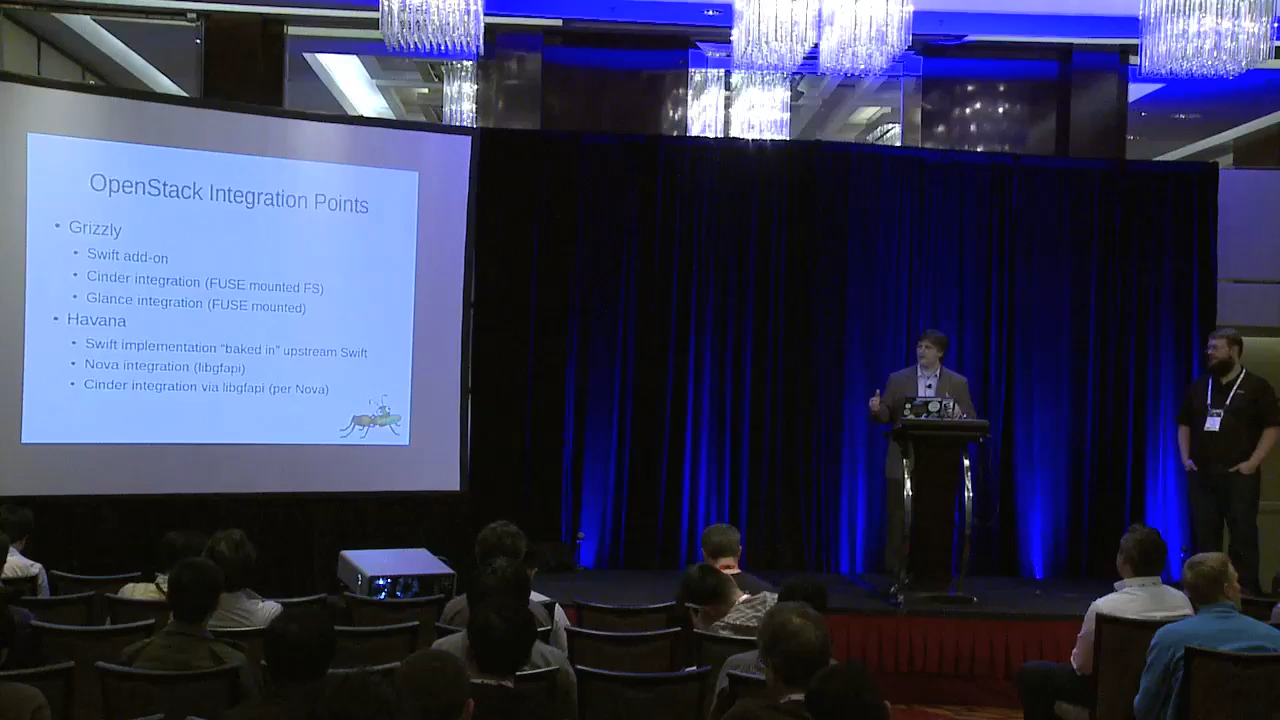 OpenStack Integration Points
• Grizzly
• Swift add-on
• Cinder integration (FUSE mounted FS)
• Glance integration (FUSE mounted)
• Havana
• Swift implementation "baked in" upstream Swift
• Nova integration (libgfapi)
• Cinder integration via libgfapi (per Nova)